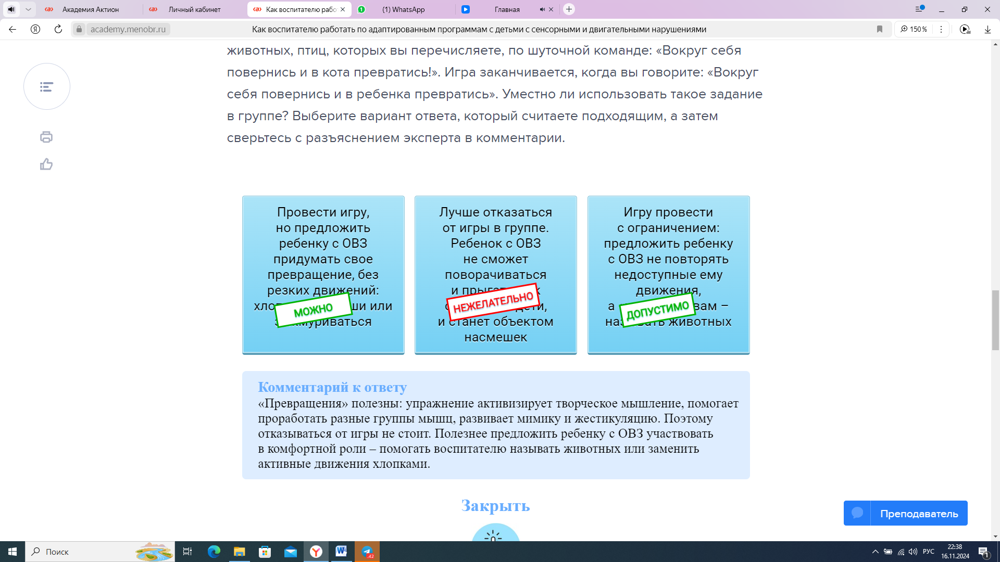 Академия Актион
Личный кабинет
Как воспитателю рабо
(1) WhatsApp
Главная
academy.menobr.ru
Как воспитателю работать по адаптированным программам с детьми с сенсорными и двигательными нарушениями
150 %
животных, птиц, которых вы перечисляете, по шуточной команде: «Вокруг себя
повернись и в кота превратись!». Игра заканчивается, когда вы говорите: «Вокруг
себя повернись и в ребенка превратись». Уместно ли использовать такое задание
в группе? Выберите вариант ответа, который считаете подходящим, а затем
сверьтесь с разъяснением эксперта в комментарии.
Провести игру,
но предложить
ребенку с ОВЗ
придумать свое
превращение, без
резких движений:
или
МОЖНО
Лучше отказаться
от игры в группе.
Ребенок с ОВЗ
не сможет
поворачиваться
и
НЕЖЕЛАТЕЛЬНО
и станет объектом
насмешек
Игру провести
с ограничением:
предложить ребенку
с ОВЗ не повторять
недоступные ему
движения,
а вам –
ДОПУСТИМО
называть животных
Комментарий к ответу
«Превращения» полезны: упражнение активизирует творческое мышление, помогает
проработать разные группы мышц, развивает мимику и жестикуляцию. Поэтому
отказываться от игры не стоит. Полезнее предложить ребенку с ОВЗ участвовать
в комфортной роли – помогать воспитателю называть животных или заменить
активные движения хлопками.
Закрыть
Преподаватель
Поиск
42
РУС
22:38
16.11.2024
1